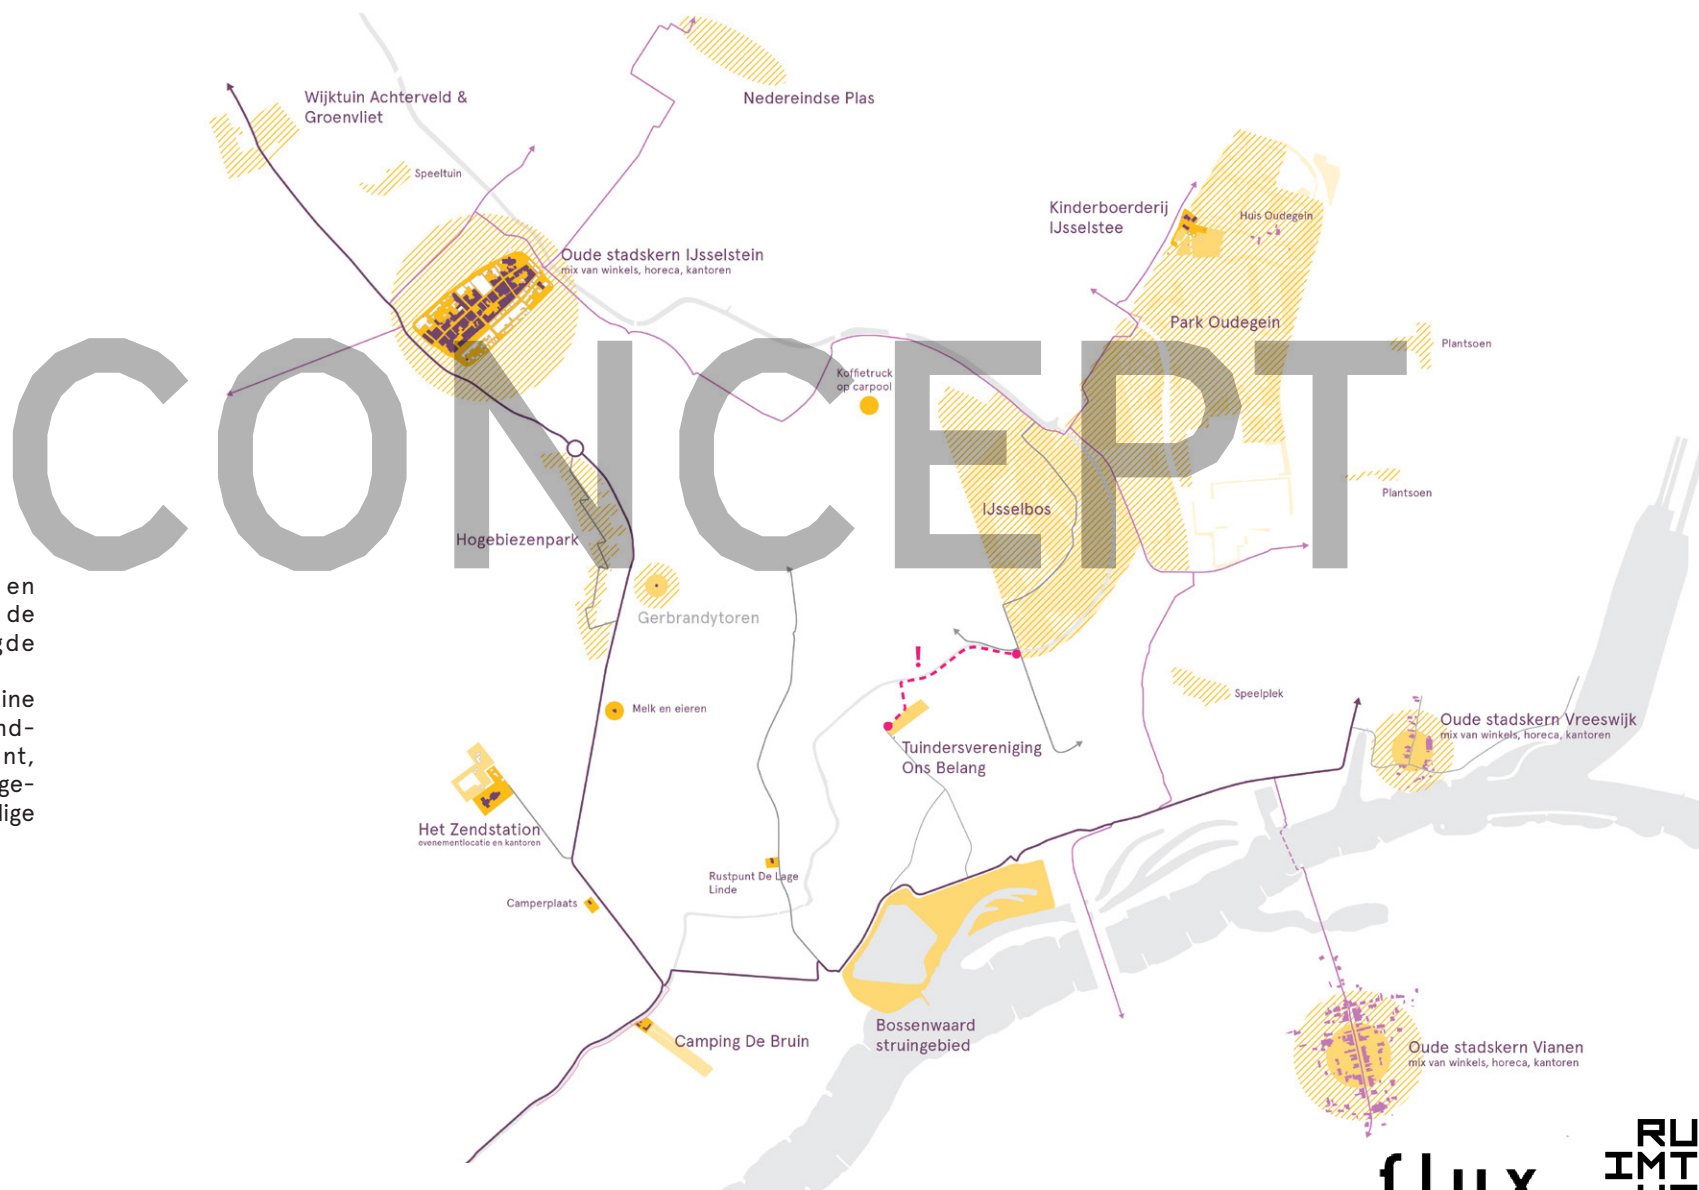 Wijktuin Achterveld &
Groenvliet
Nedereindse Plas
Speeltuin
Kinderboerderij
IJsselstee
Huis Oudegein
Oude stadskern IJsselstein
mix van winkels, horeca, kantoren
Park Oudegein
Plantsoen
Koffietruck
op carpool
CONCEPT
Plantsoen
IJsselbos
Hogebiezenpark
en
de
gde
ine
nd-
nt,
ge-
lige
Gerbrandytoren
!
Speelplek
Melk en eieren
Oude stadskern Vreeswijk
mix van winkels, horeca, kantoren
Tuindersvereniging
Ons Belang
Het Zendstation
evenementlocatie en kantoren
Rustpunt De Lage
Linde
Camperplaats
Bossenwaard
struingebied
Camping De Bruin
Oude stadskern Vianen
mix van winkels, horeca, kantoren
flux
RU
IMT